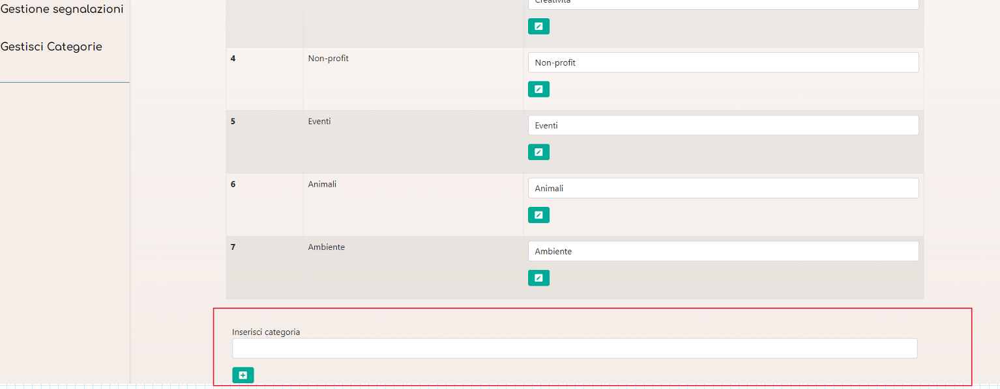 Gestione segnalazioni
Gestisci Categorie
Creatività
4 Non-profit Non-profit
5 Eventi Eventi
6 Animali Animali
7 Ambiente Ambiente
Inserisci categoria